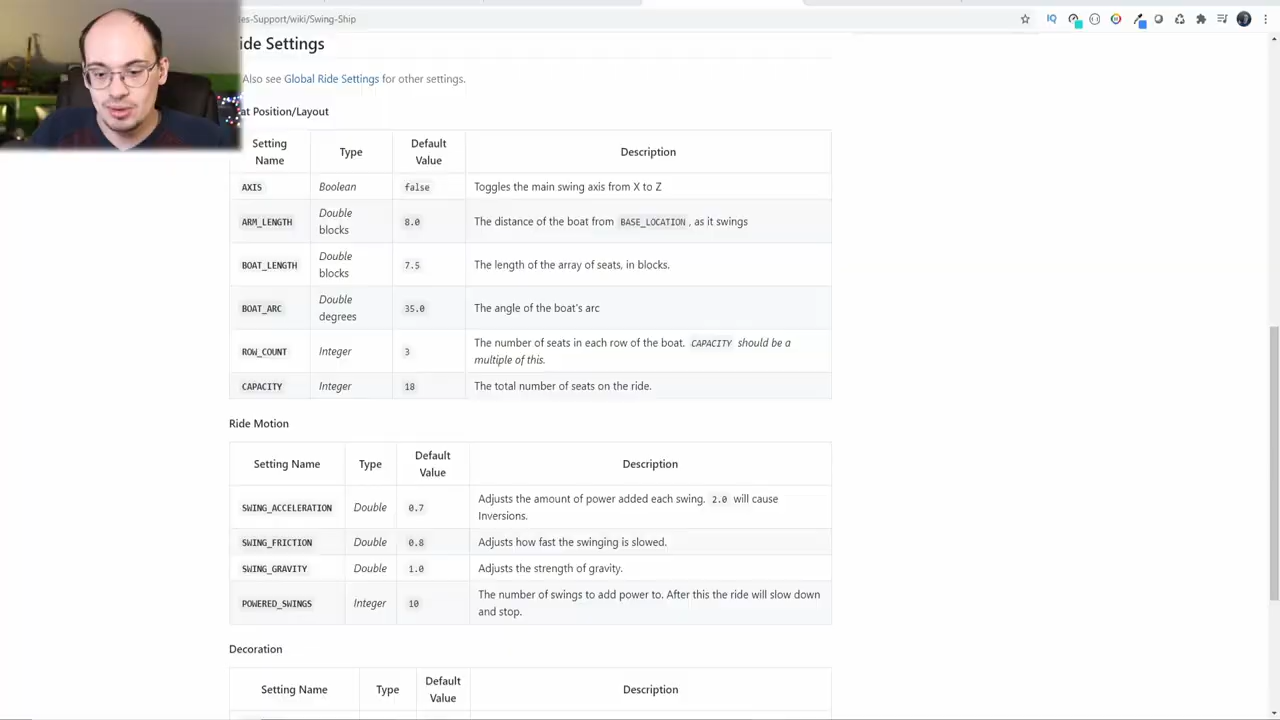 des-Support/wiki/Swing-Ship
ide Settings
Also see Global Ride Settings for other settings.
at Position/Layout
Setting Name Type Default Value Description
AXIS Boolean false Toggles the main swing axis from X to Z
ARM_LENGTH Double blocks 8.0 The distance of the boat from BASE_LOCATION , as it swings
BOAT_LENGTH Double blocks 7.5 The length of the array of seats, in blocks.
BOAT_ARC Double degrees 35.0 The angle of the boat's arc
ROW_COUNT Integer 3 The number of seats in each row of the boat. CAPACITY should be a multiple of this.
CAPACITY Integer 18 The total number of seats on the ride.
Ride Motion
Setting Name Type Default Value Description
SWING_ACCELERATION Double 0.7 Adjusts the amount of power added each swing. 2.0 will cause Inversions.
SWING_FRICTION Double 0.8 Adjusts how fast the swinging is slowed.
SWING_GRAVITY Double 1.0 Adjusts the strength of gravity.
POWERED_SWINGS Integer 10 The number of swings to add power to. After this the ride will slow down and stop.
Decoration
Setting Name Type Default Value Description